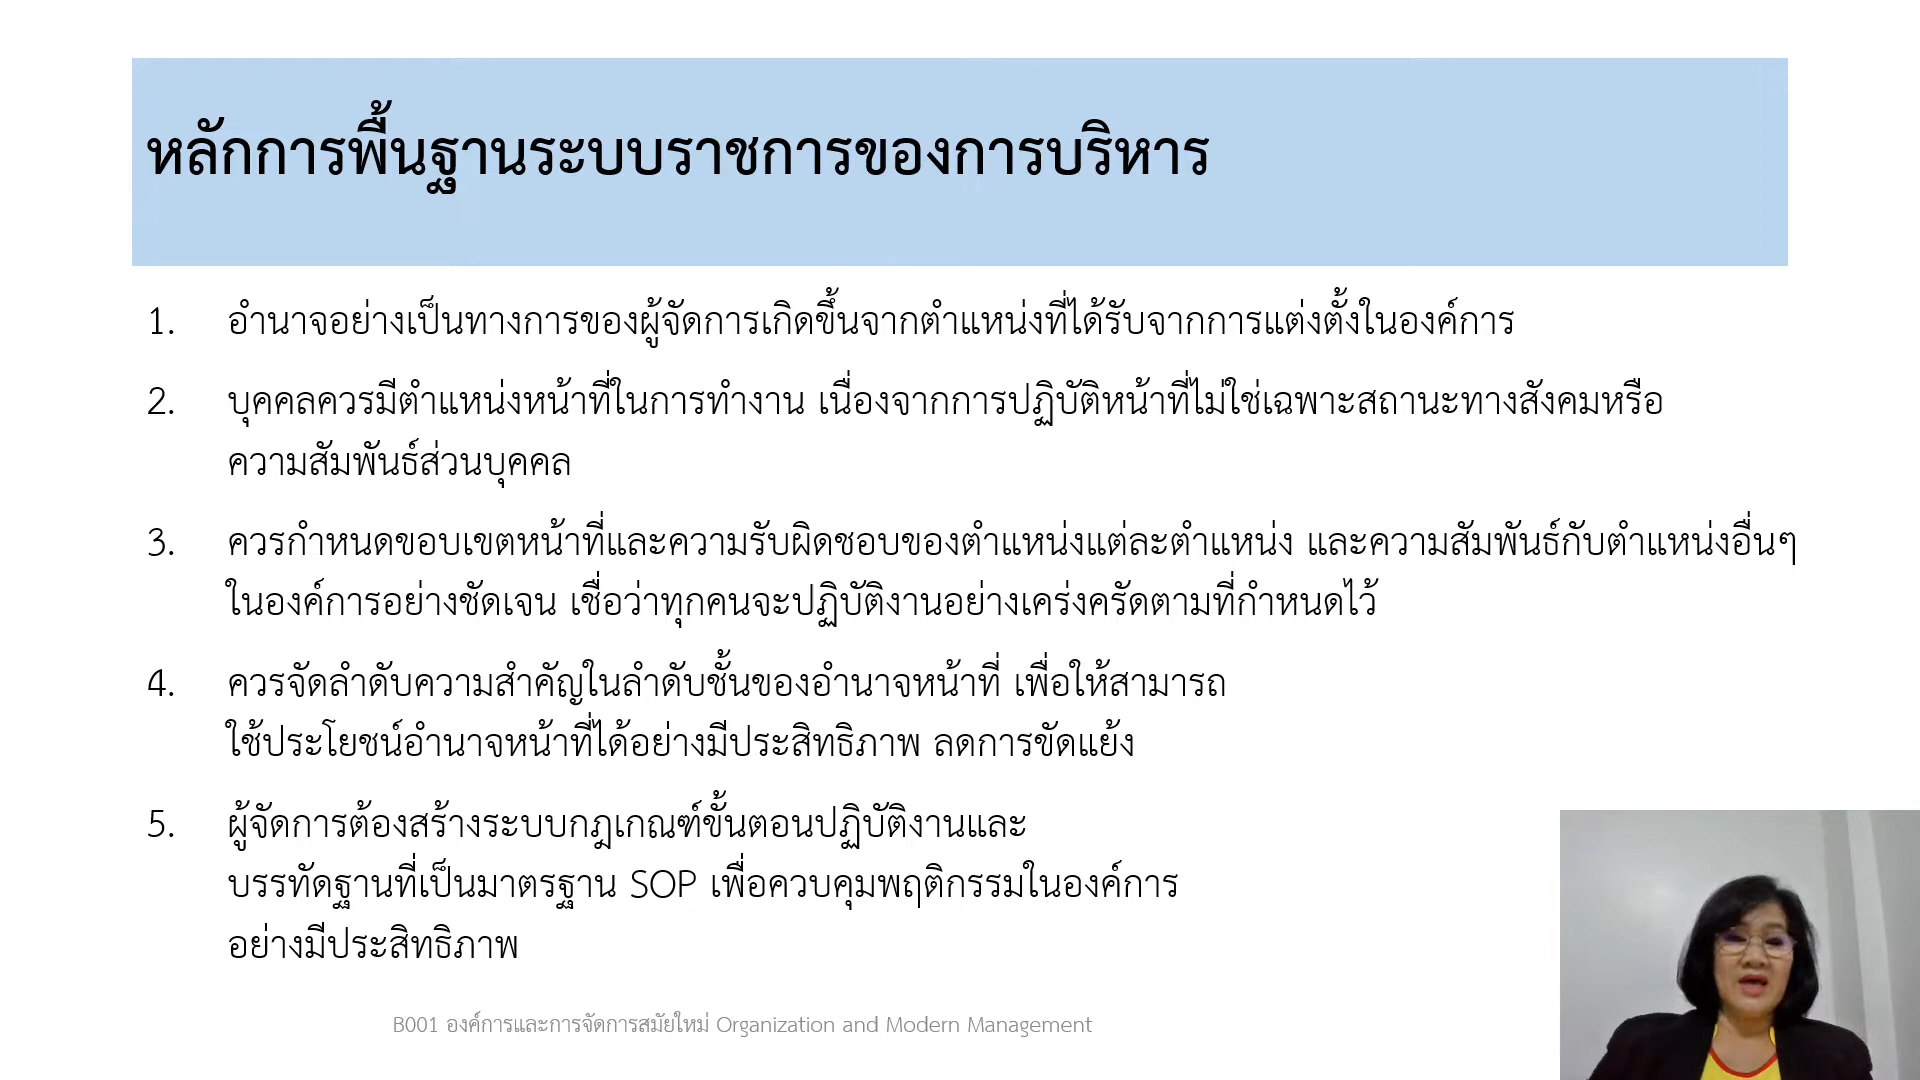 หลักการพื้นฐานระบบราชการของการบริหาร
1. อำนาจอย่างเป็นทางการของผู้จัดการเกิดขึ้นจากตำแหน่งที่ได้รับจากการแต่งตั้งในองค์การ
2. บุคคลควรมีตำแหน่งหน้าที่ในการทำงาน เนื่องจากการปฏิบัติหน้าที่ไม่ใช่เฉพาะสถานะทางสังคมหรือ
ความสัมพันธ์ส่วนบุคคล
3. ควรกำหนดขอบเขตหน้าที่และความรับผิดชอบของตำแหน่งแต่ละตำแหน่ง และความสัมพันธ์กับตำแหน่งอื่นๆ
ในองค์การอย่างชัดเจน เชื่อว่าทุกคนจะปฏิบัติงานอย่างเคร่งครัดตามที่กำหนดไว้
4. ควรจัดลำดับความสำคัญในลำดับชั้นของอำนาจหน้าที่ เพื่อให้สามารถ
ใช้ประโยชน์อำนาจหน้าที่ได้อย่างมีประสิทธิภาพ ลดการขัดแย้ง
5. ผู้จัดการต้องสร้างระบบกฎเกณฑ์ขั้นตอนปฏิบัติงานและ
บรรทัดฐานที่เป็นมาตรฐาน SOP เพื่อควบคุมพฤติกรรมในองค์การ
อย่างมีประสิทธิภาพ
B001 องค์การและการจัดการสมัยใหม่ Organization and Modern Management